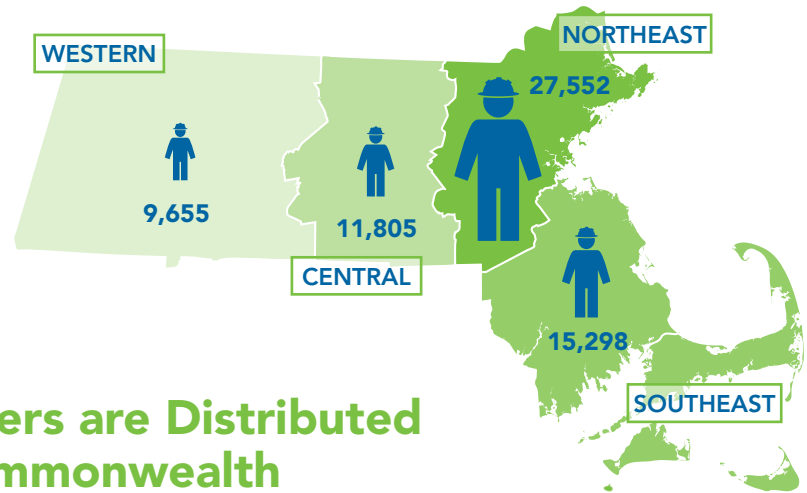 WESTERN
NORTHEAST
27,552
9,655
11,805
CENTRAL
15,298
SOUTHEAST
ers are Distributed
mmonwealth